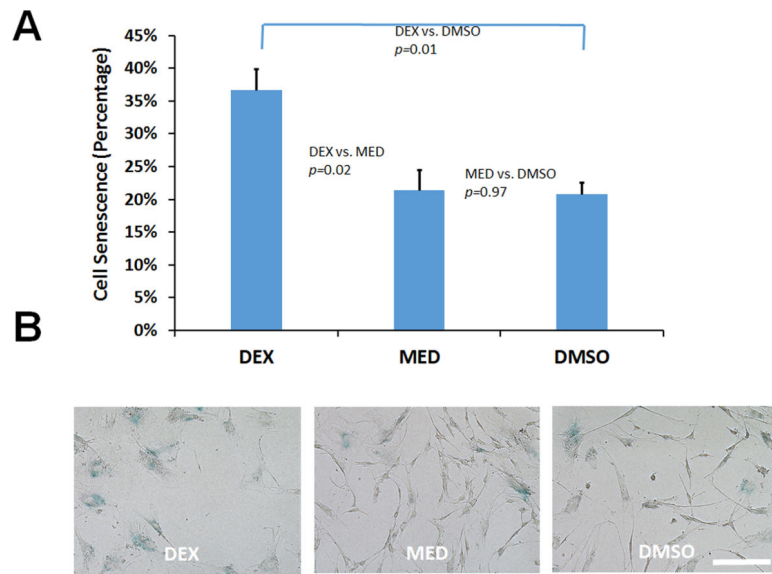 A
DEX vs. DMSO
p=0.01
45%
40%
35%
30%
25%
20%
15%
10%
5%
0%
Cell Senescence (Percentage)
DEX vs. MED
p=0.02
MED vs. DMSO
p=0.97
DEX
MED
DMSO
B
DEX
MED
DMSO